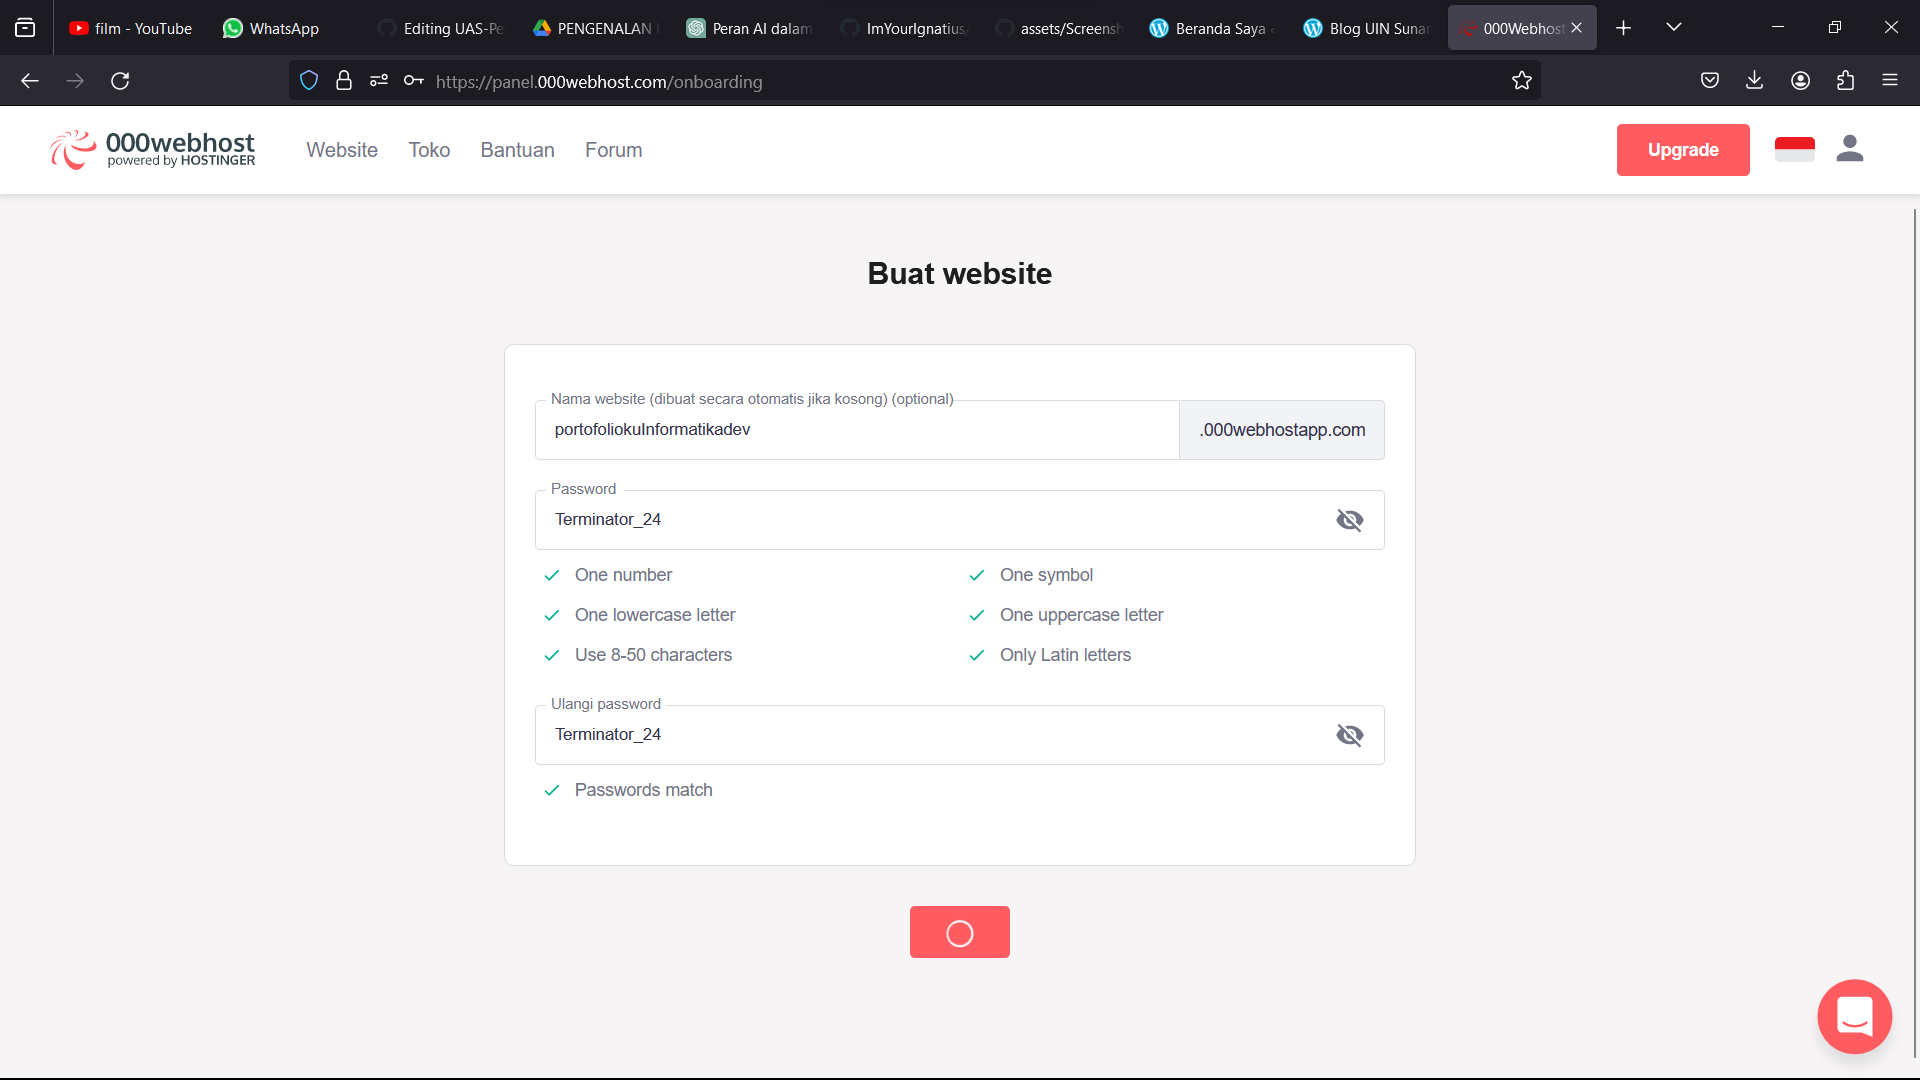 film - YouTube
WhatsApp
Editing UAS-Pe
PENGENALAN
Peran AI dalam
ImYourIgnatius/
assets/Screensh
Beranda Saya
Blog UIN Sunan
000Webhost
https://panel.000webhost.com/onboarding
000webhost
powered by HOSTINGER
Website
Toko
Bantuan
Forum
Upgrade
Buat website
Nama website (dibuat secara otomatis jika kosong) (optional)
portofoliokuInformatikadev
.000webhostapp.com
Password
Terminator_24
One number
One symbol
One lowercase letter
One uppercase letter
Use 8-50 characters
Only Latin letters
Ulangi password
Terminator_24
Passwords match